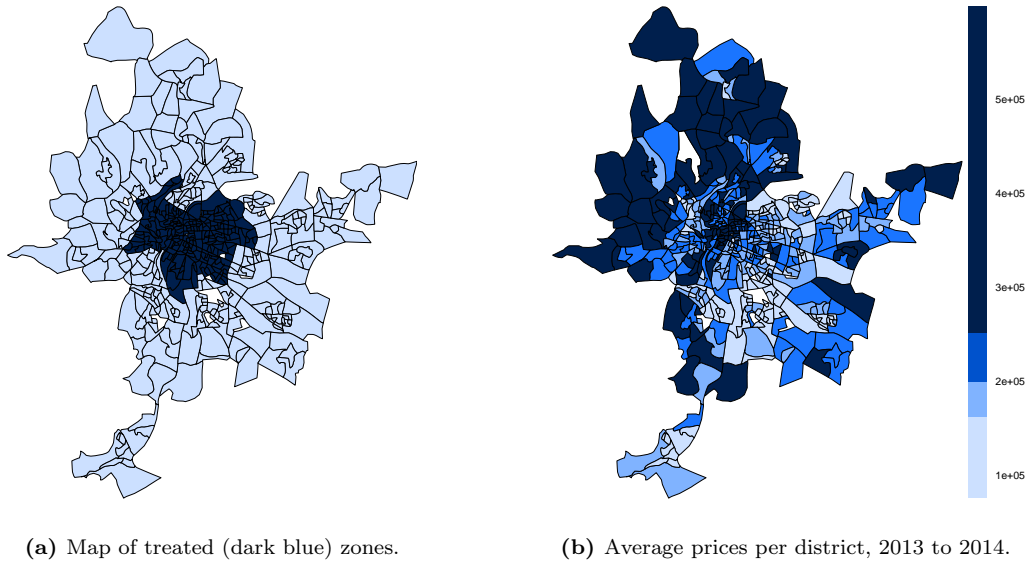 5e+05
4e+05
3e+05
2e+05
1e+05
(a) Map of treated (dark blue) zones.
(b) Average prices per district, 2013 to 2014.